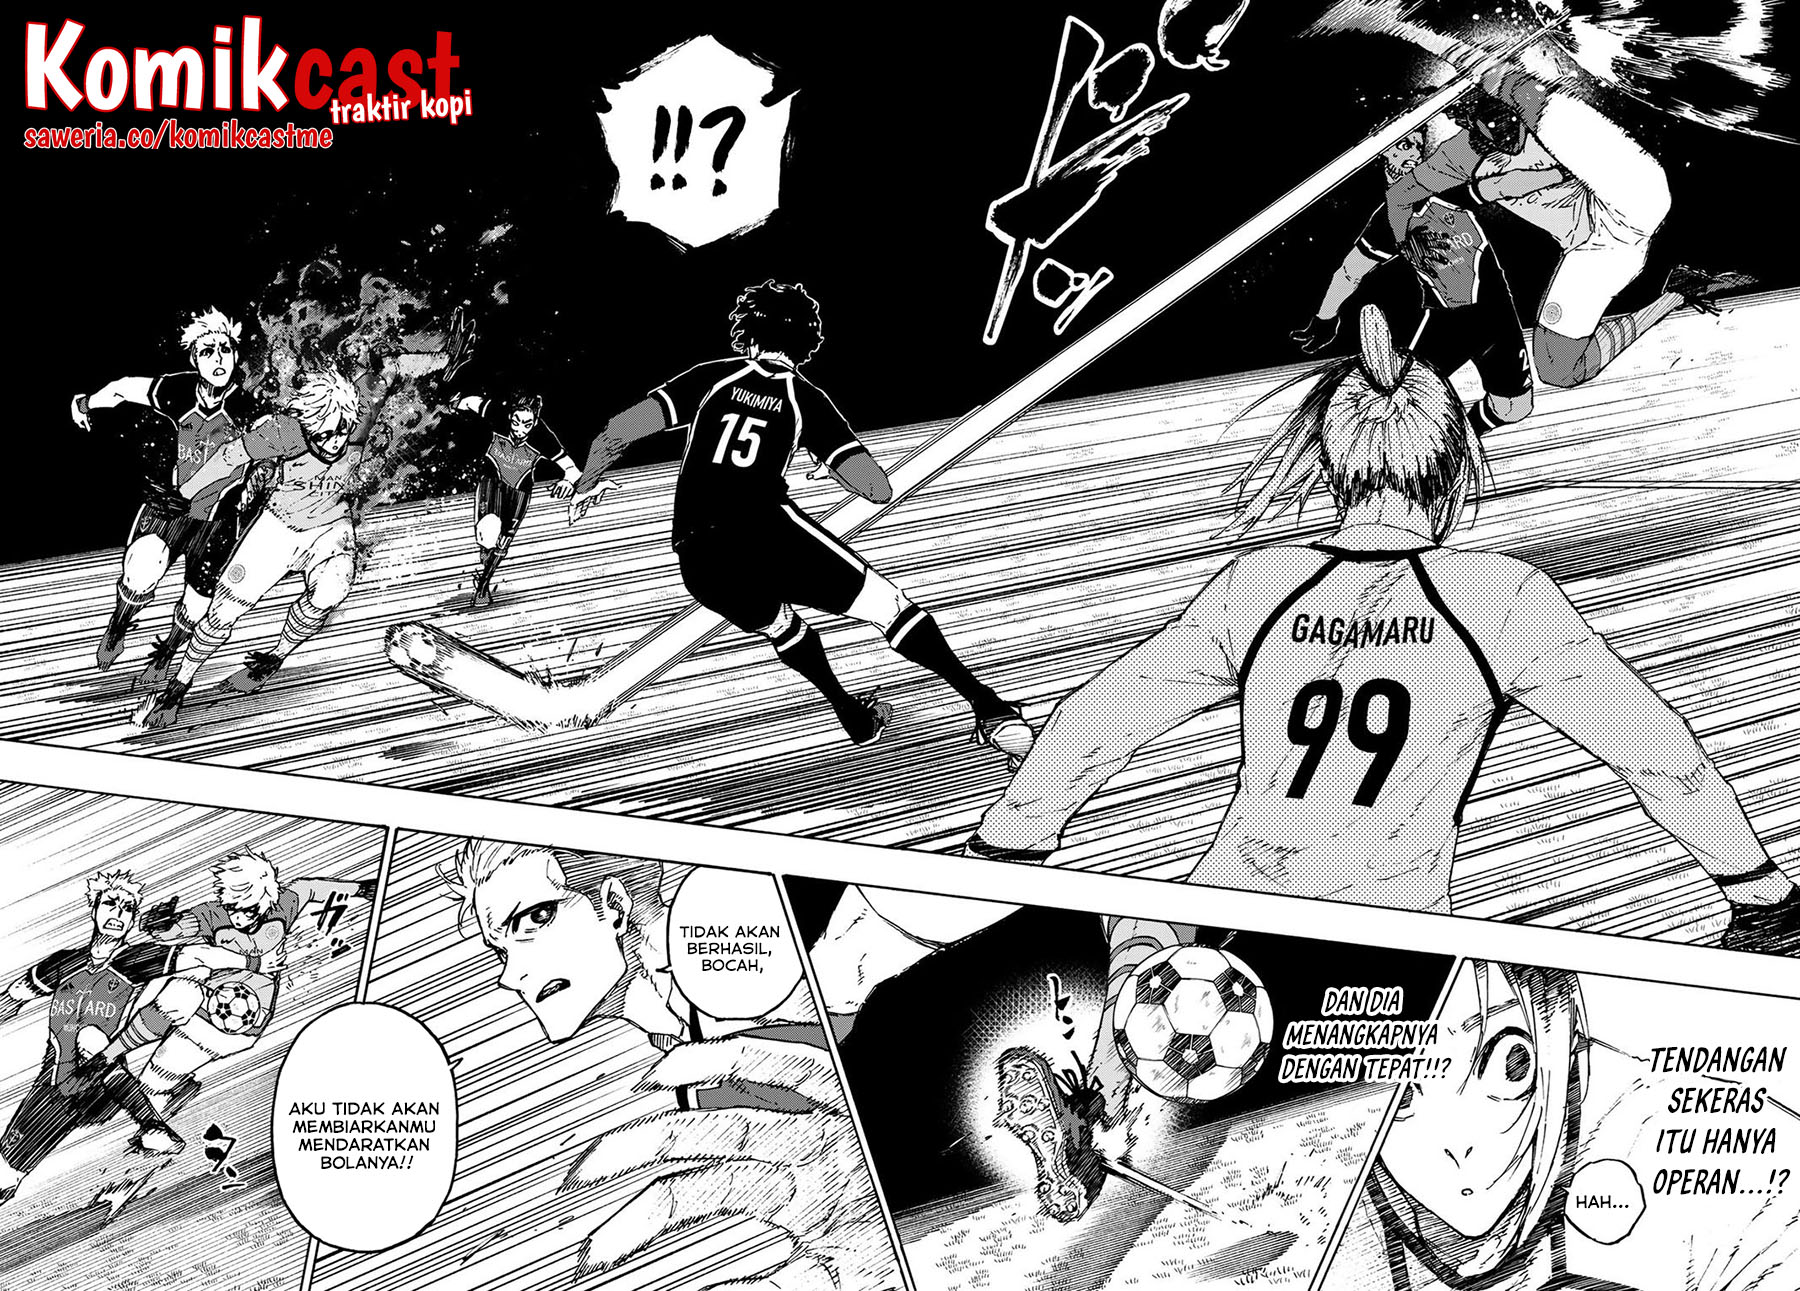 Komikcast
traktir kopi
saweria.co/komikcastme
!!?
YUKIMIYA
15
GAGAMARU
99
TENDANGAN
SEKERAS
ITU HANYA
OPERAN...!?
HAH...
DAN DIA
MENANGKAPNYA
DENGAN TEPAT!!?
TIDAK AKAN
BERHASIL,
BOCAH,
AKU TIDAK AKAN
MEMBIARKANMU
MENDARATKAN
BOLANYA!!
BASTARD